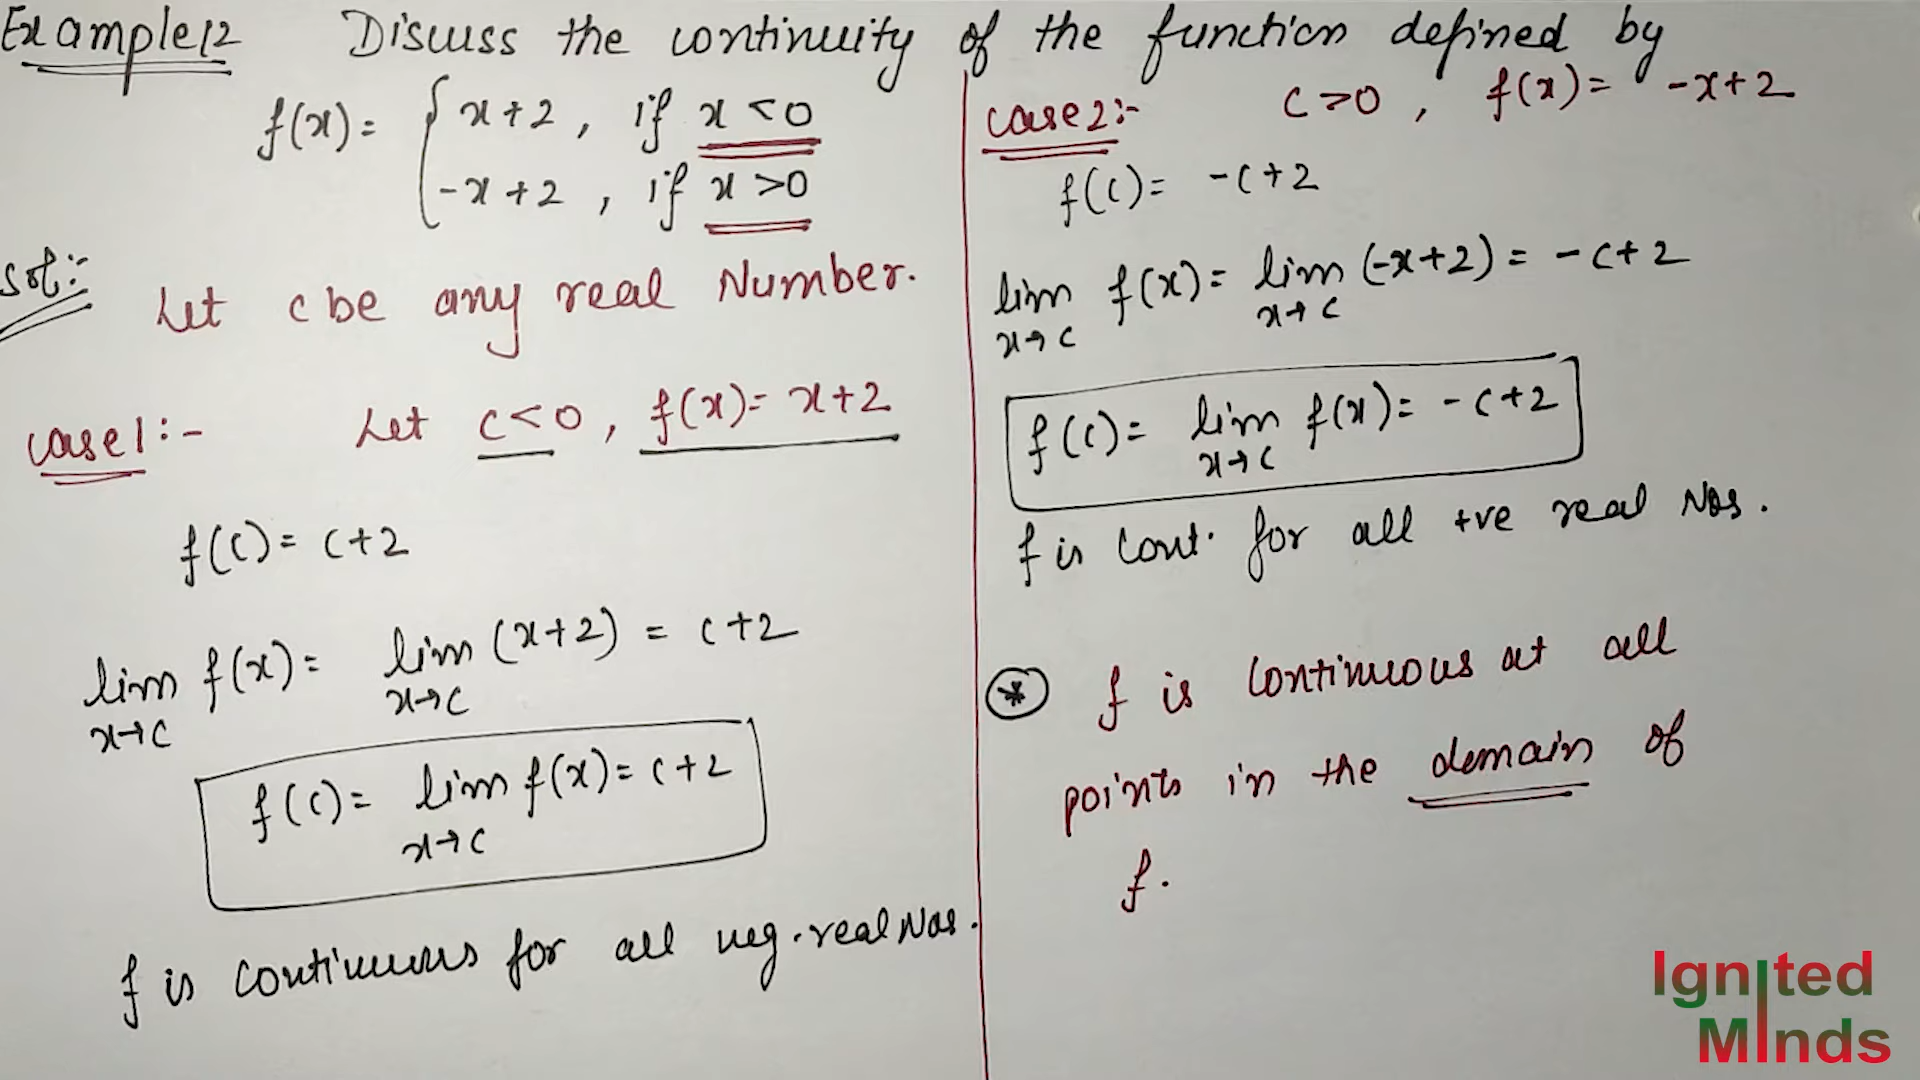 Example 12 Discuss the continuity of the function defined by
f(x) = { x+2 , if x < 0
-x+2 , if x > 0
Sol:-
Let c be any real Number.
Case 1:- Let c < 0 , f(x) = x+2
f(c) = c+2
lim x→c f(x) = lim x→c (x+2) = c+2
f(c) = lim x→c f(x) = c+2
f is continuous for all neg. real Nos.
Case 2:- c > 0 , f(x) = -x+2
f(c) = -c+2
lim x→c f(x) = lim x→c (-x+2) = -c+2
f(c) = lim x→c f(x) = -c+2
f is cont. for all +ve real Nos.
* f is continuous at all
points in the domain of
f.
Ignited
Minds